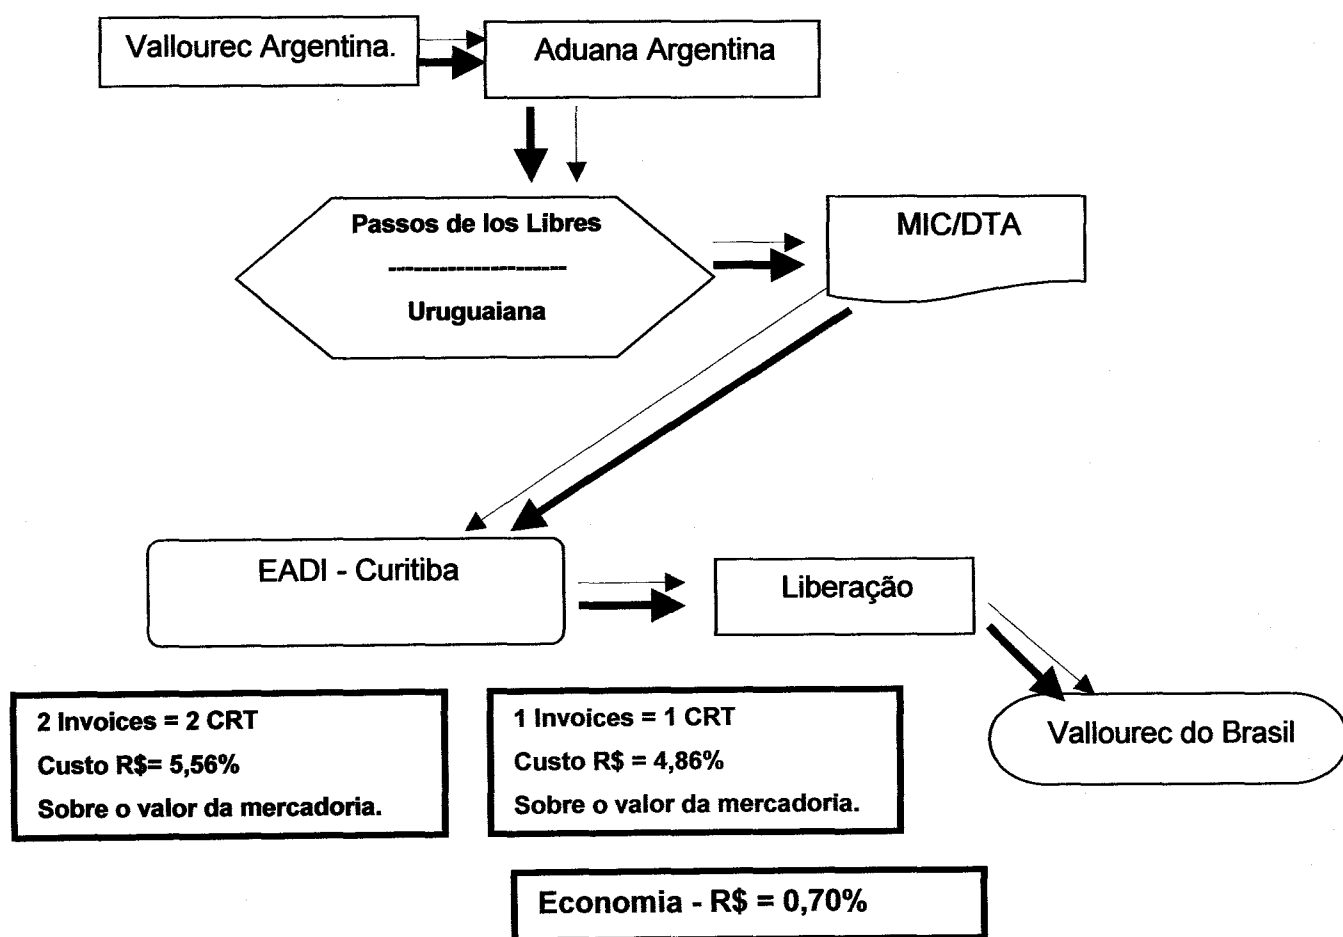 Vallourec Argentina.
Aduana Argentina
Passos de los Libres
---------------------
Uruguaiana
MIC/DTA
EADI - Curitiba
Liberação
Vallourec do Brasil
2 Invoices = 2 CRT
Custo R$= 5,56%
Sobre o valor da mercadoria.
1 Invoices = 1 CRT
Custo R$ = 4,86%
Sobre o valor da mercadoria.
Economia - R$ = 0,70%